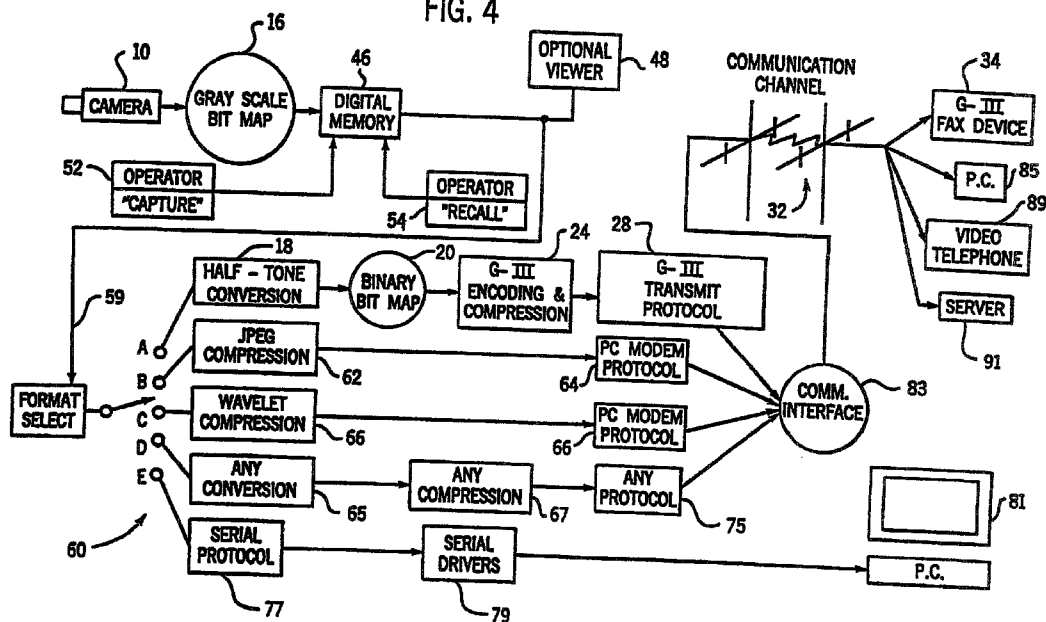 FIG. 4
10
CAMERA
16
GRAY SCALE
BIT MAP
46
DIGITAL
MEMORY
OPTIONAL
VIEWER
48
COMMUNICATION
CHANNEL
32
34
G-III
FAX DEVICE
P.C.
85
89
VIDEO
TELEPHONE
SERVER
91
52
OPERATOR
"CAPTURE"
OPERATOR
"RECALL"
54
59
18
HALF-TONE
CONVERSION
20
BINARY
BIT MAP
24
G-III
ENCODING &
COMPRESSION
28
G-III
TRANSMIT
PROTOCOL
A
B
C
D
E
FORMAT
SELECT
60
JPEG
COMPRESSION
62
PC MODEM
PROTOCOL
64
WAVELET
COMPRESSION
66
PC MODEM
PROTOCOL
66
ANY
CONVERSION
65
ANY
COMPRESSION
67
ANY
PROTOCOL
75
COMM.
INTERFACE
83
SERIAL
PROTOCOL
77
SERIAL
DRIVERS
79
81
P.C.